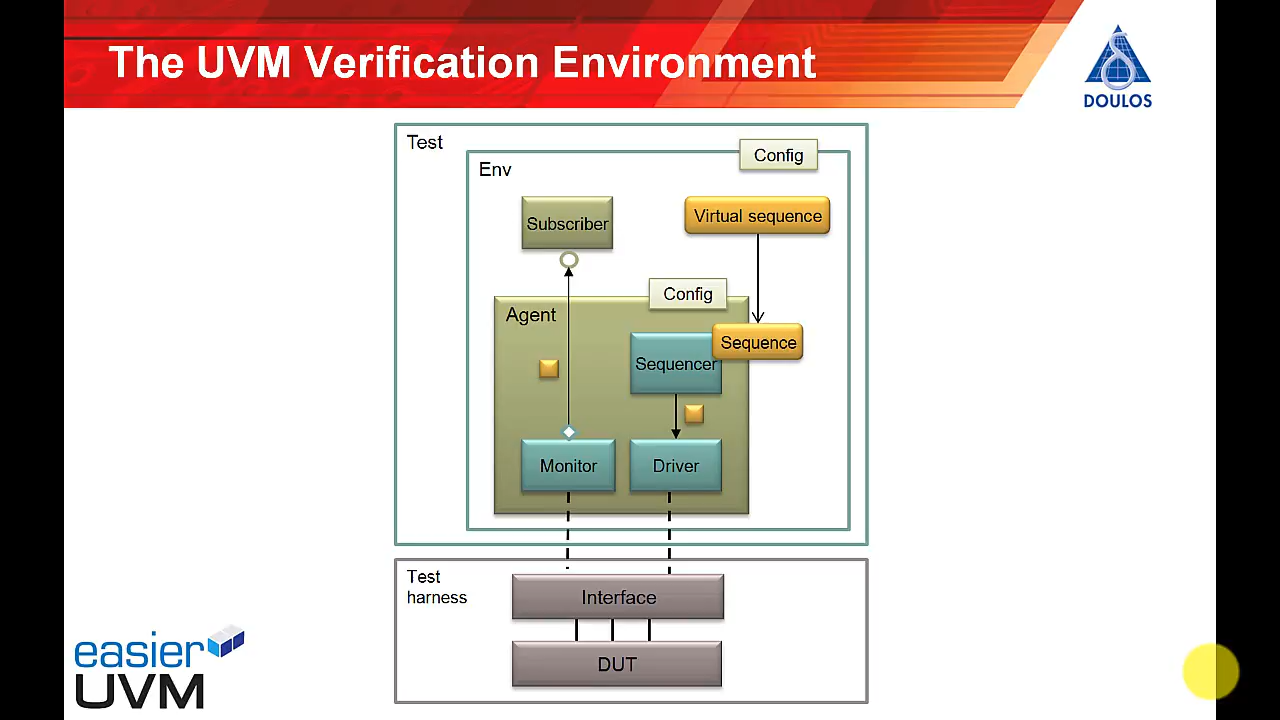 The UVM Verification Environment
DOULOS
Test
Config
Env
Subscriber
Virtual sequence
Config
Agent
Sequence
Sequencer
Monitor
Driver
Test
harness
Interface
DUT
easier
UVM